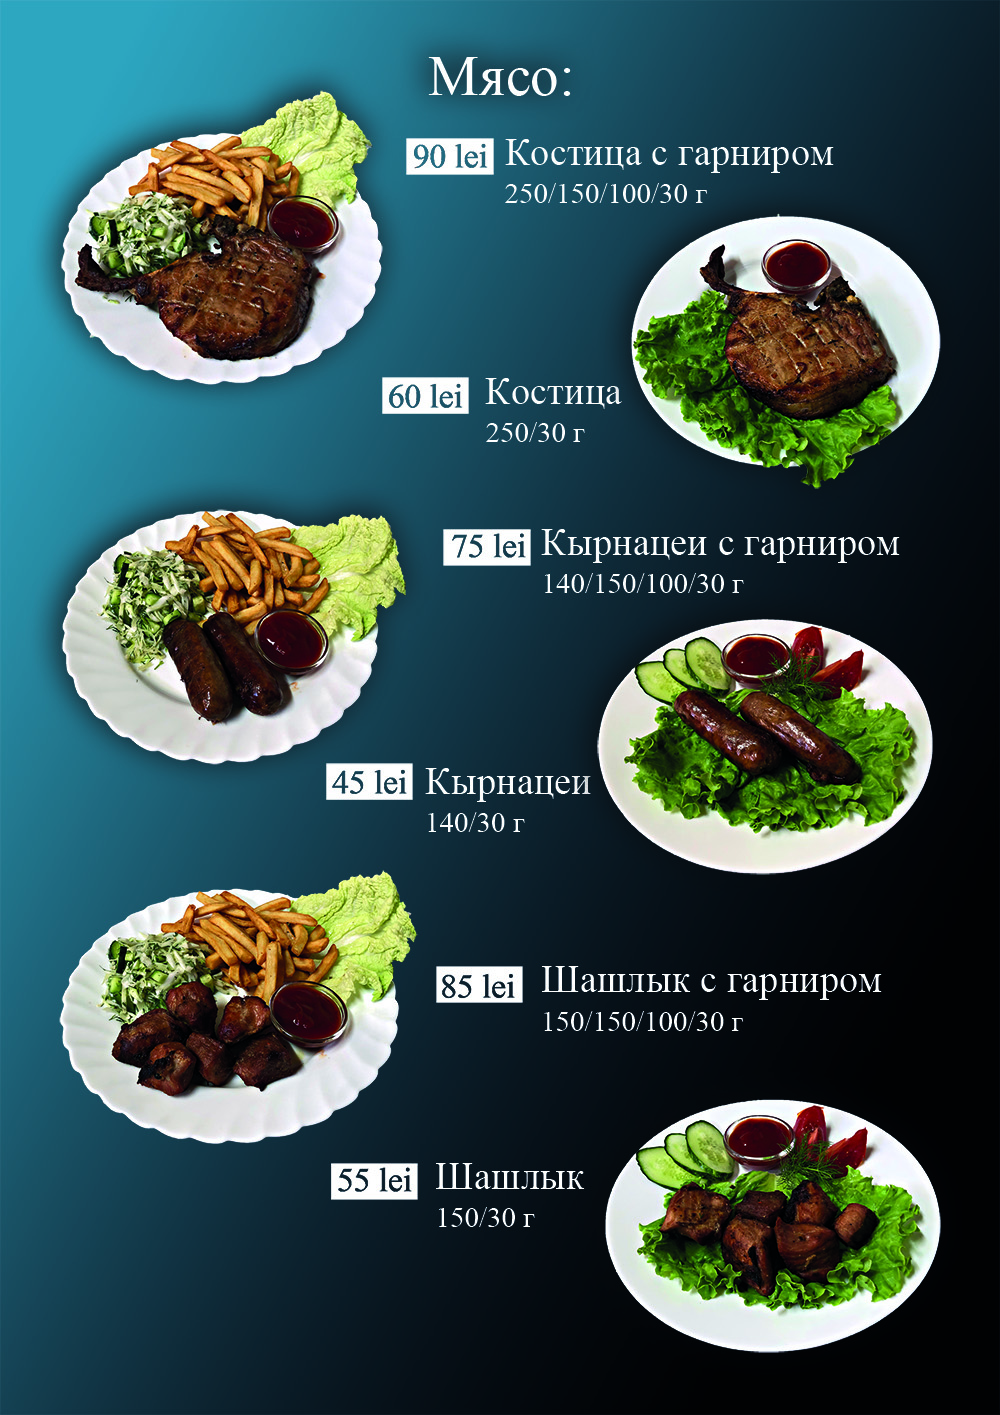 Мясо:
90 lei Костица с гарниром
250/150/100/30 г
60 lei Костица
250/30 г
75 lei Кырнацеи с гарниром
140/150/100/30 г
45 lei Кырнацеи
140/30 г
85 lei Шашлык с гарниром
150/150/100/30 г
55 lei Шашлык
150/30 г